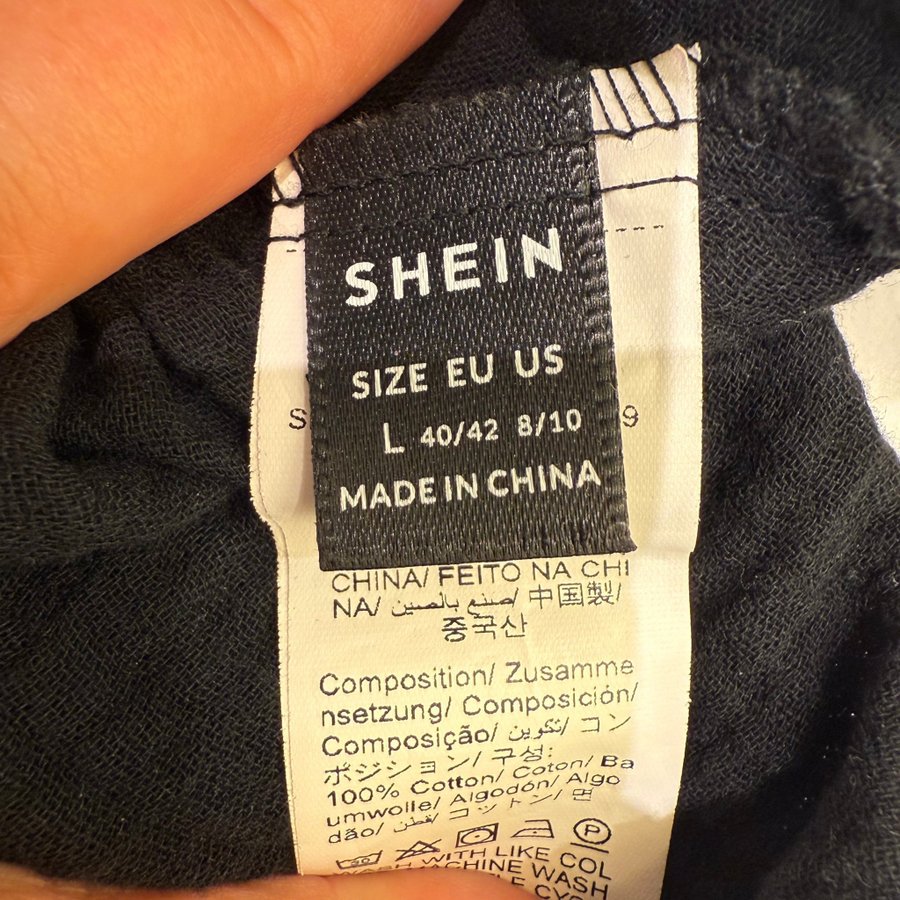 SHEIN
SIZE EU US
L 40/42 8/10
MADE IN CHINA
S 9
CHINA/ FEITO NA CHI
NA/ صنع بالصين/ 中国製/
중국산
Composition/ Zusamme
nsetzung/ Composición/
Composição/ تكوين/ コン
ポジション/ 구성:
100% Cotton/ Coton/ Ba
umwolle/ Algodón/ Algo
dão/ コットン/ قطن/ 면
30 P
WITH LIKE COL
MACHINE WASH